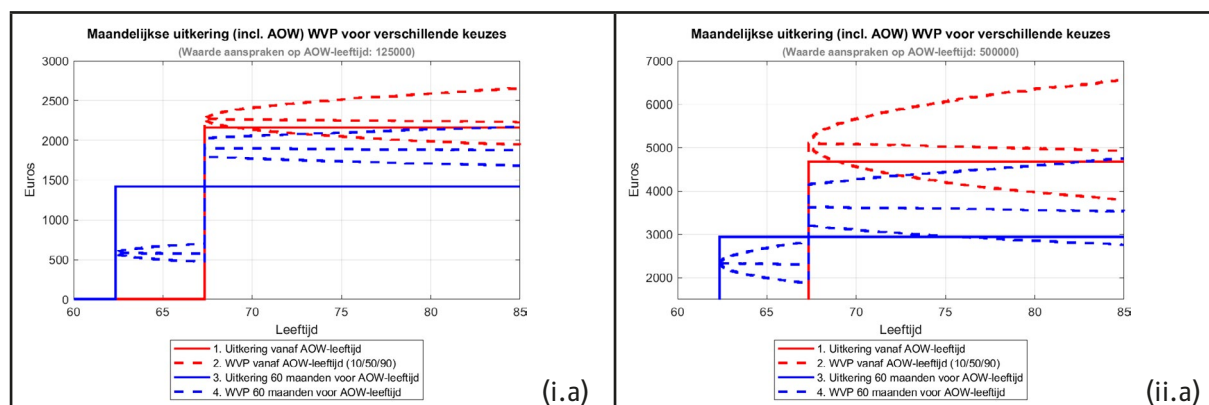 Maandelijkse uitkering (incl. AOW) WVP voor verschillende keuzes
(Waarde aanspraken op AOW-leeftijd: 125000)
3000
2500
2000
1500
1000
500
0
Euros
60
65
70
75
80
85
Leeftijd
1. Uitkering vanaf AOW-leeftijd
2. WVP vanaf AOW-leeftijd (10/50/90)
3. Uitkering 60 maanden voor AOW-leeftijd
4. WVP 60 maanden voor AOW-leeftijd
(i.a)
Maandelijkse uitkering (incl. AOW) WVP voor verschillende keuzes
(Waarde aanspraken op AOW-leeftijd: 500000)
7000
6000
5000
4000
3000
2000
Euros
60
65
70
75
80
85
Leeftijd
1. Uitkering vanaf AOW-leeftijd
2. WVP vanaf AOW-leeftijd (10/50/90)
3. Uitkering 60 maanden voor AOW-leeftijd
4. WVP 60 maanden voor AOW-leeftijd
(ii.a)